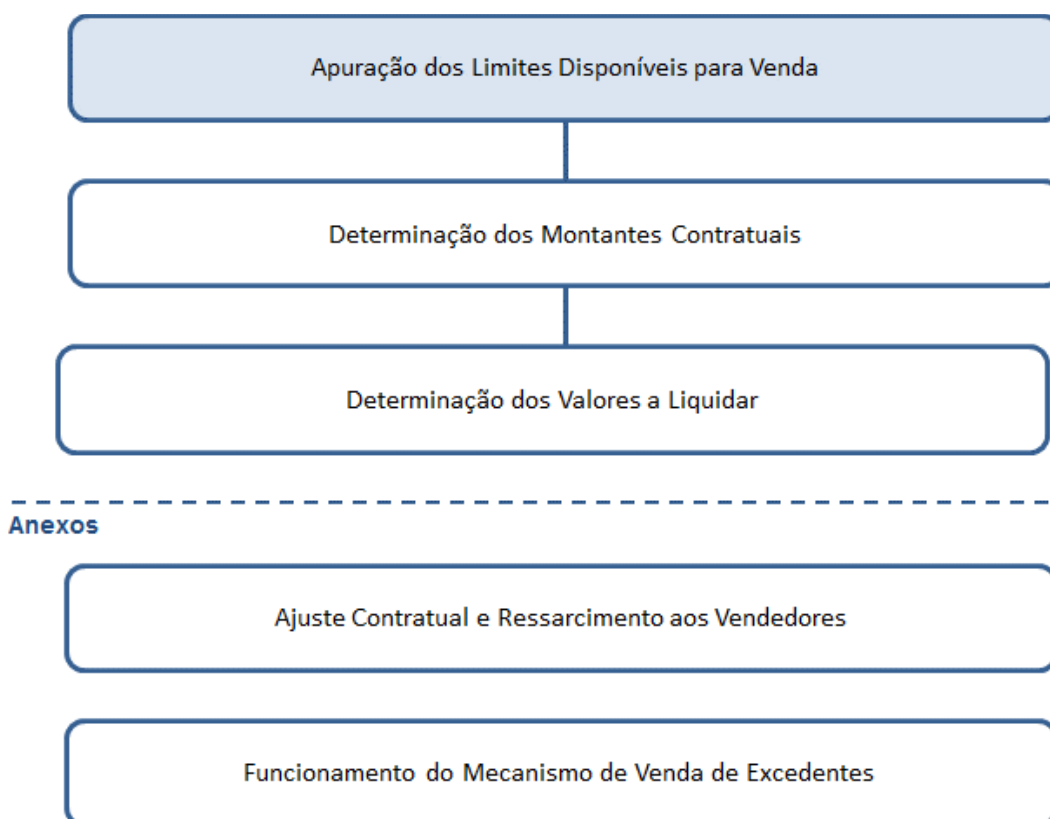 Apuração dos Limites Disponíveis para Venda
Determinação dos Montantes Contratuais
Determinação dos Valores a Liquidar
Anexos
Ajuste Contratual e Ressarcimento aos Vendedores
Funcionamento do Mecanismo de Venda de Excedentes